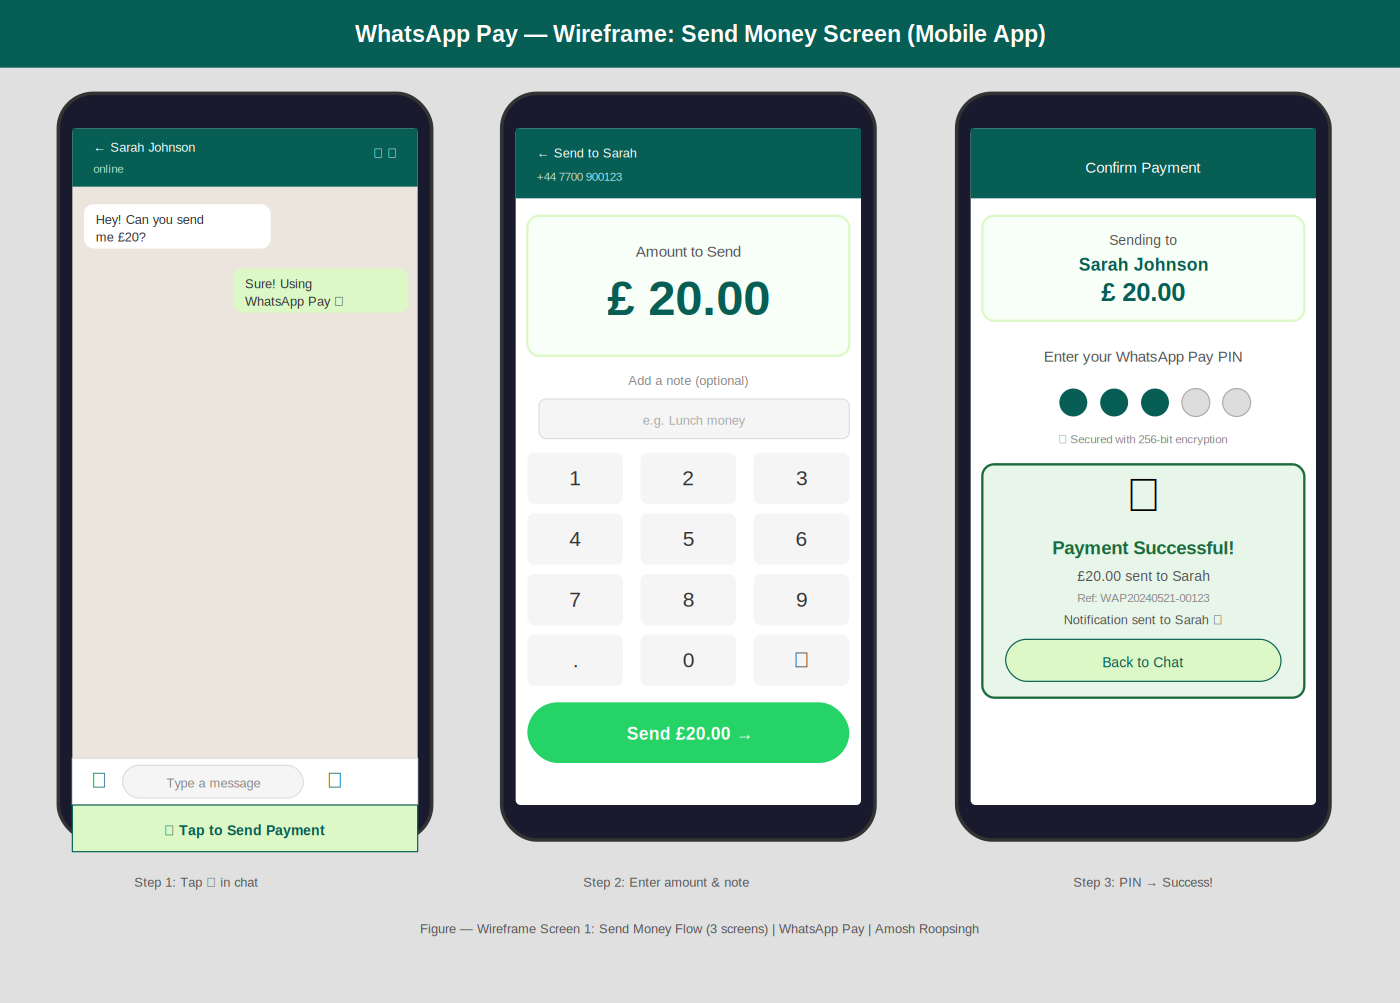 WhatsApp Pay — Wireframe: Send Money Screen (Mobile App)
← Sarah Johnson
online
Hey! Can you send
me £20?
Sure! Using
WhatsApp Pay
Type a message
Tap to Send Payment
Step 1: Tap in chat
← Send to Sarah
+44 7700 900123
Amount to Send
£ 20.00
Add a note (optional)
e.g. Lunch money
1 2 3
4 5 6
7 8 9
. 0
Send £20.00 →
Step 2: Enter amount & note
Confirm Payment
Sending to
Sarah Johnson
£ 20.00
Enter your WhatsApp Pay PIN
Secured with 256-bit encryption
Payment Successful!
£20.00 sent to Sarah
Ref: WAP20240521-00123
Notification sent to Sarah
Back to Chat
Step 3: PIN → Success!
Figure — Wireframe Screen 1: Send Money Flow (3 screens) | WhatsApp Pay | Amosh Roopsingh